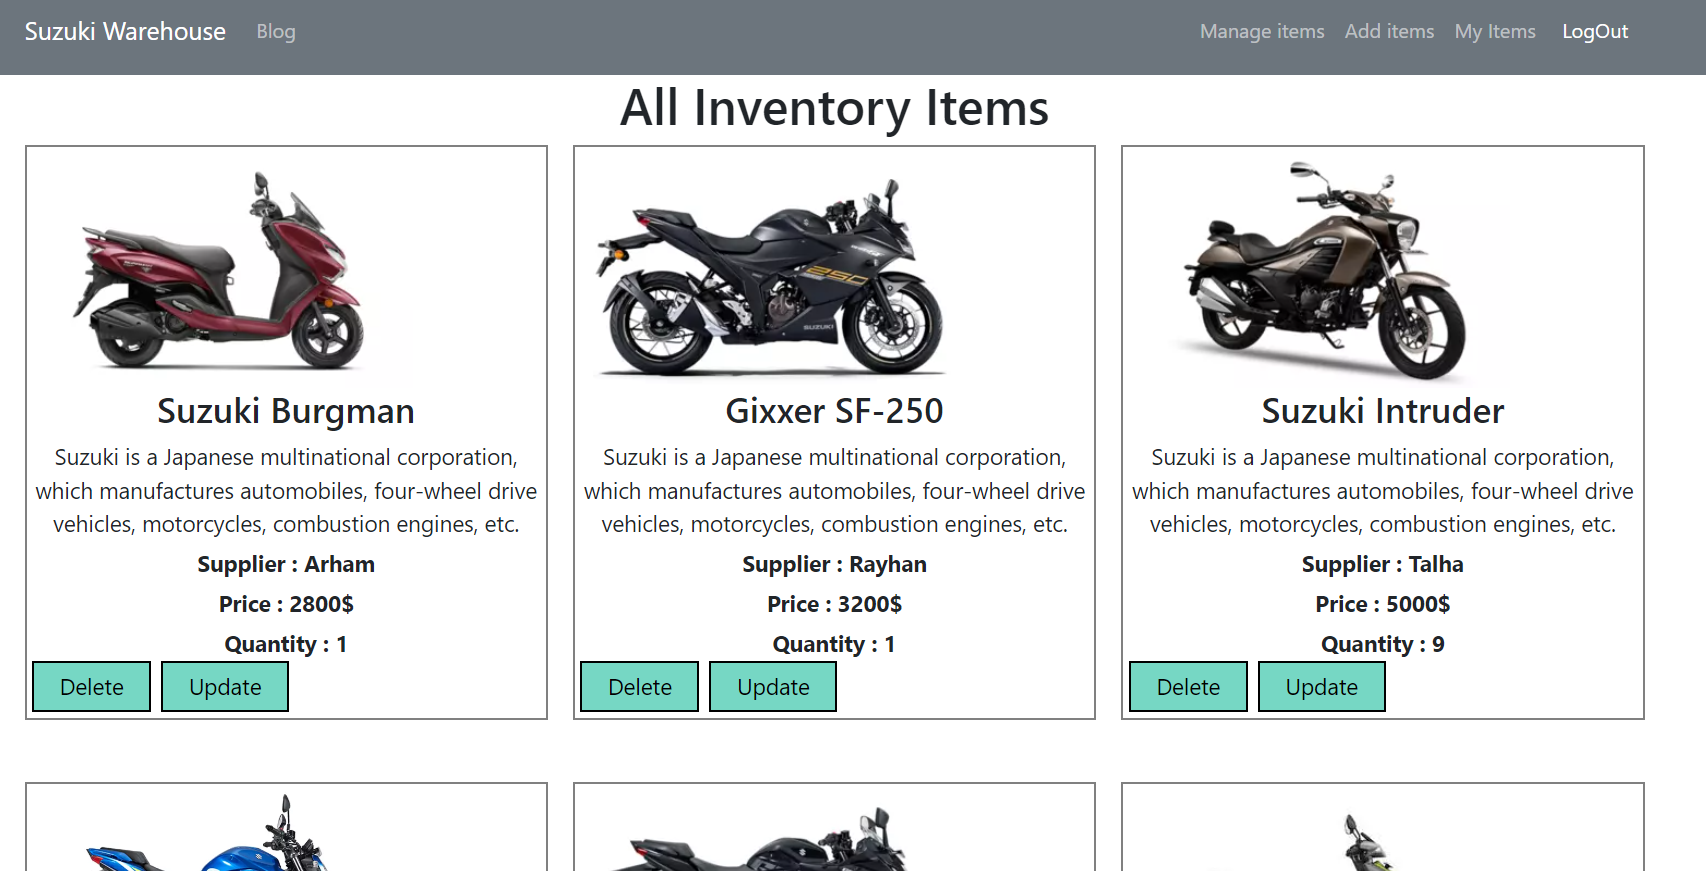 Suzuki Warehouse Blog Manage items Add items My Items LogOut
All Inventory Items
250
SUZUKI
Suzuki Burgman
Suzuki is a Japanese multinational corporation,
which manufactures automobiles, four-wheel drive
vehicles, motorcycles, combustion engines, etc.
Supplier : Arham
Price : 2800$
Quantity : 1
Delete Update
Gixxer SF-250
Suzuki is a Japanese multinational corporation,
which manufactures automobiles, four-wheel drive
vehicles, motorcycles, combustion engines, etc.
Supplier : Rayhan
Price : 3200$
Quantity : 1
Delete Update
Suzuki Intruder
Suzuki is a Japanese multinational corporation,
which manufactures automobiles, four-wheel drive
vehicles, motorcycles, combustion engines, etc.
Supplier : Talha
Price : 5000$
Quantity : 9
Delete Update